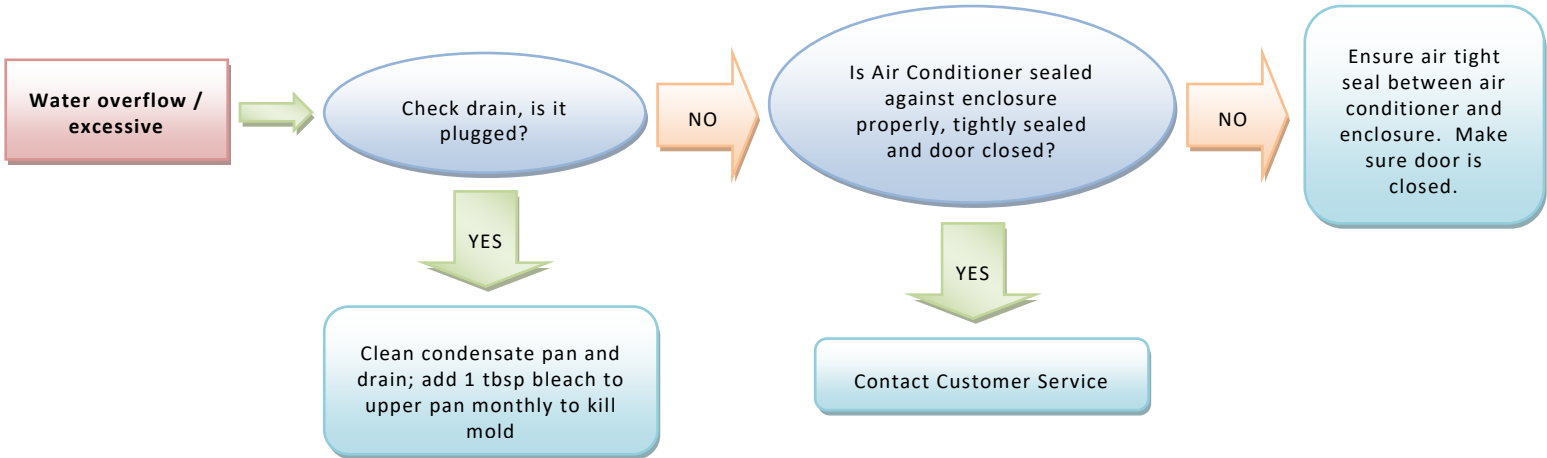 Water overflow /
excessive
Check drain, is it
plugged?
NO
Is Air Conditioner sealed
against enclosure
properly, tightly sealed
and door closed?
NO
Ensure air tight
seal between air
conditioner and
enclosure.  Make
sure door is
closed.
YES
Clean condensate pan and
drain; add 1 tbsp bleach to
upper pan monthly to kill
mold
YES
Contact Customer Service